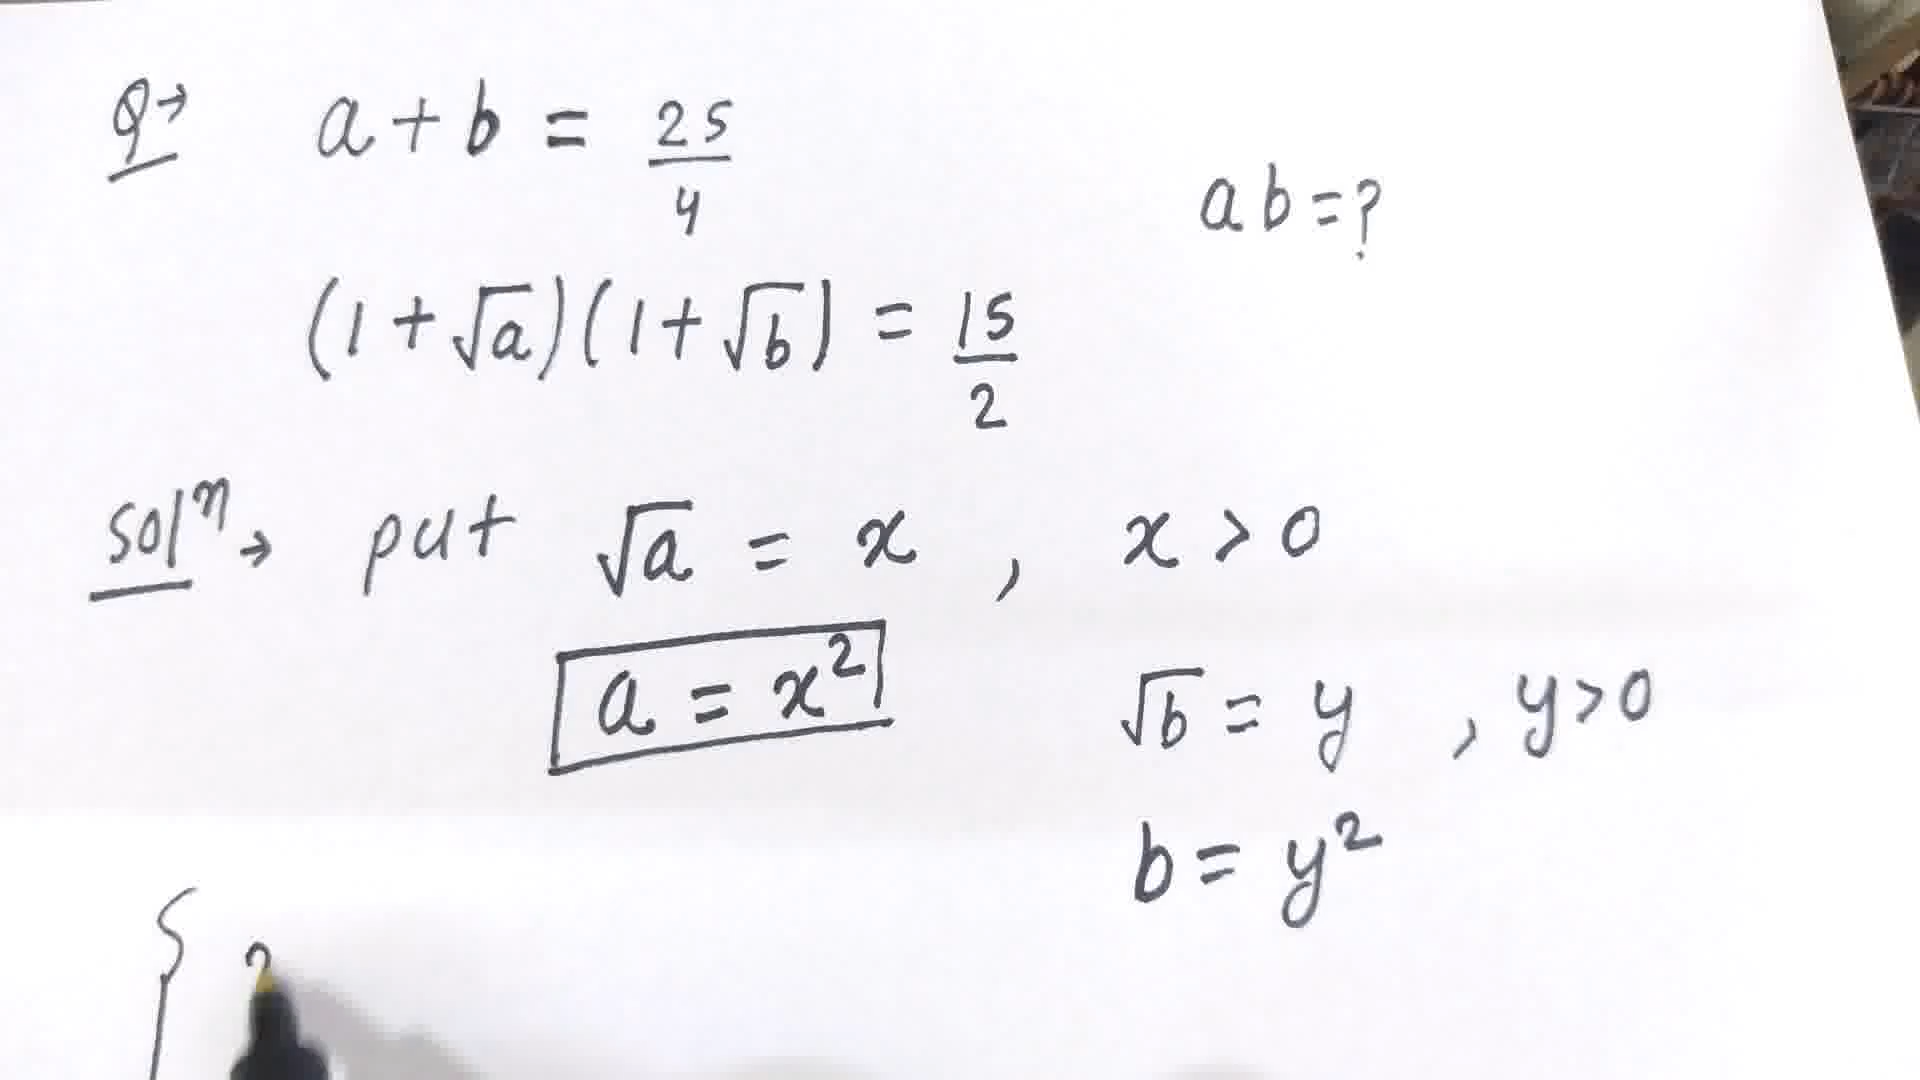 Q→ a + b = 25/4
ab = ?
(1 + √a)(1 + √b) = 15/2
solⁿ → put √a = x , x > 0
a = x²
√b = y , y > 0
b = y²
{